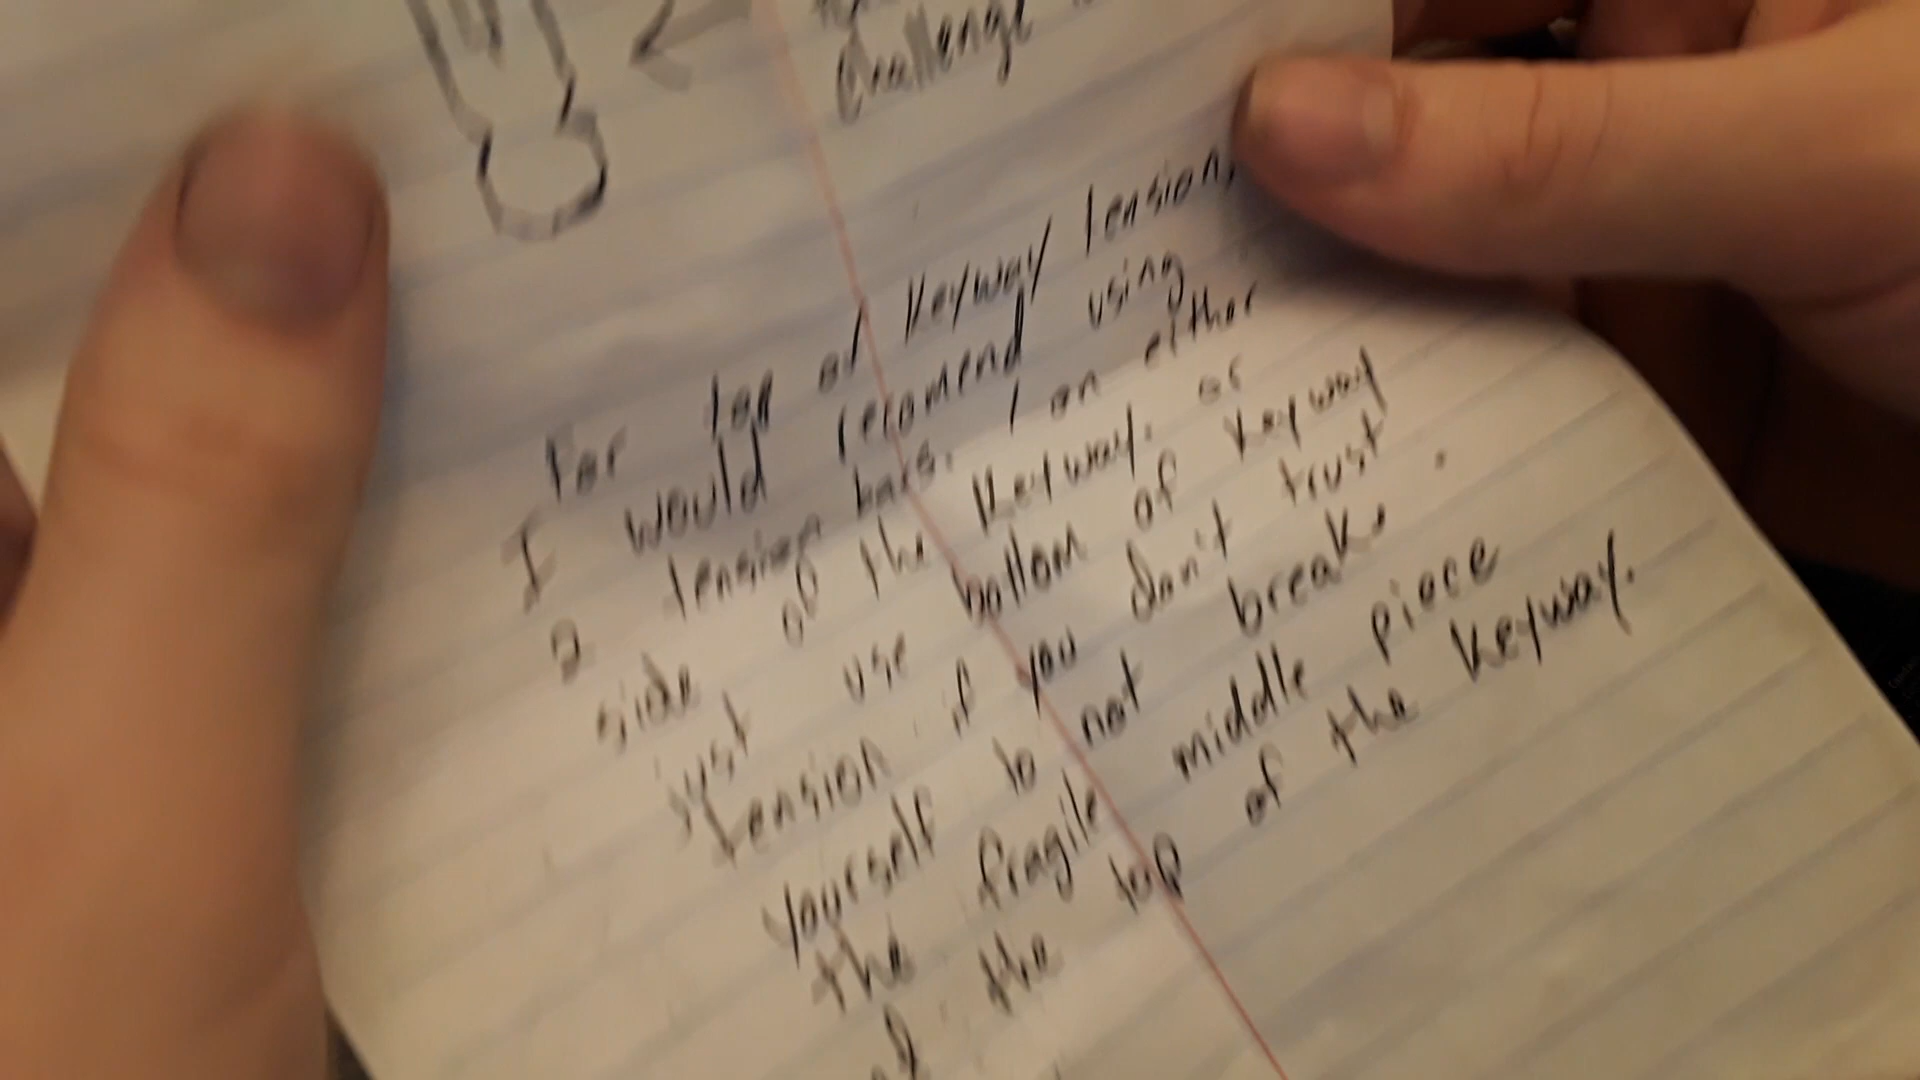 challenge
For top of keyway tension,
I would recomend using
2 tension bars. 1 on either
side of the keyway. or
just use bottom of keyway
tension if you don't trust
yourself to not break
the fragile middle piece
of the top of the keyway.